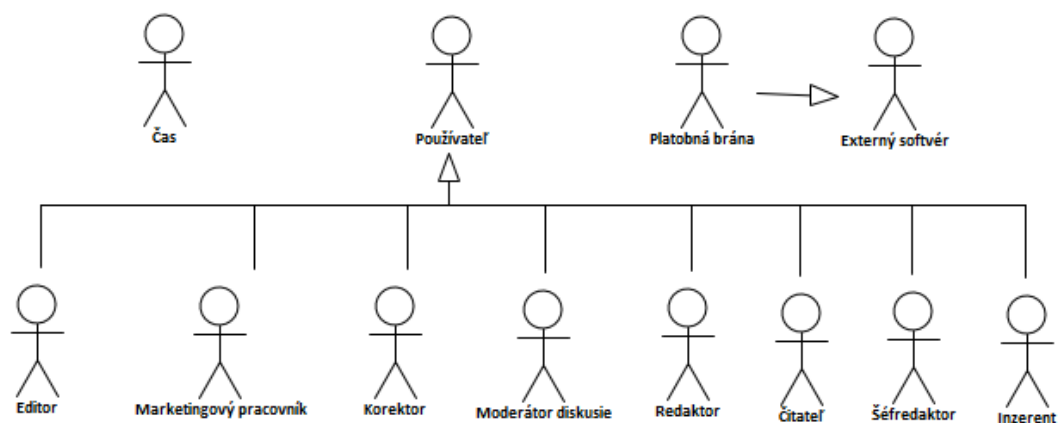 Čas
Používateľ
Platobná brána
Externý softvér
Editor
Marketingový pracovník
Korektor
Moderátor diskusie
Redaktor
Čitateľ
Šéfredaktor
Inzerent